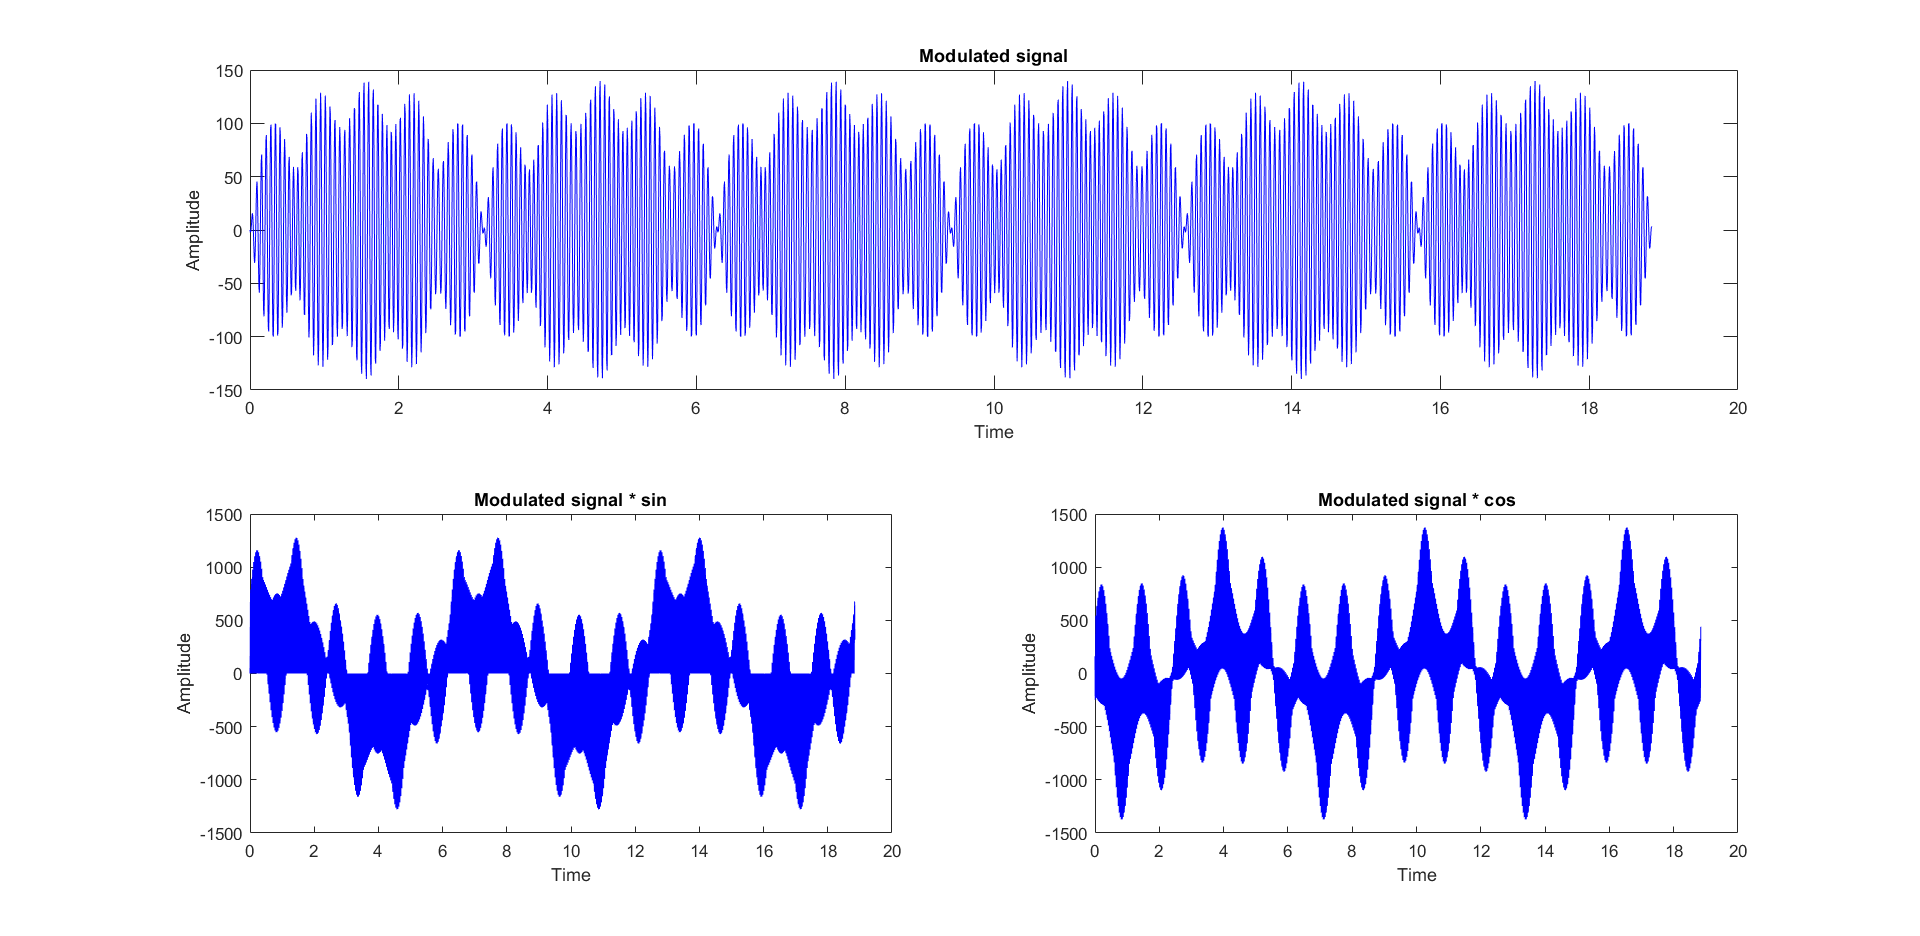 Modulated signal
150
100
50
0
-50
-100
-150
Amplitude
0 2 4 6 8 10 12 14 16 18 20
Time
Modulated signal * sin
1500
1000
500
0
-500
-1000
-1500
Amplitude
0 2 4 6 8 10 12 14 16 18 20
Time
Modulated signal * cos
1500
1000
500
0
-500
-1000
-1500
Amplitude
0 2 4 6 8 10 12 14 16 18 20
Time